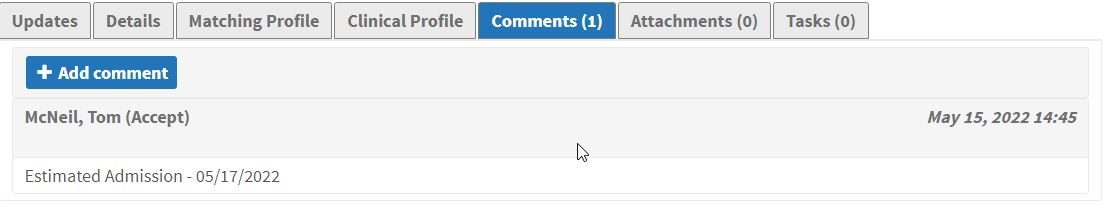 Updates Details Matching Profile Clinical Profile Comments (1) Attachments (0) Tasks (0)
+ Add comment
McNeil, Tom (Accept) May 15, 2022 14:45
Estimated Admission - 05/17/2022